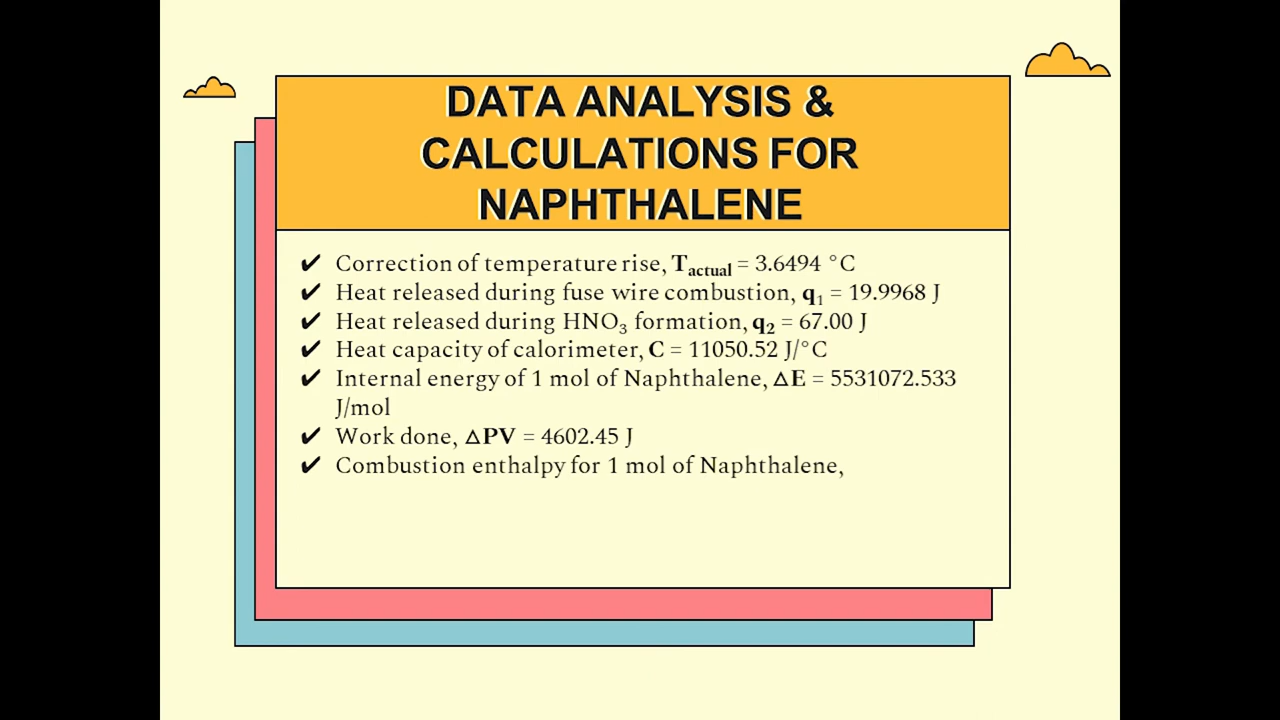 DATA ANALYSIS &
CALCULATIONS FOR
NAPHTHALENE
✔ Correction of temperature rise, Tactual = 3.6494 °C
✔ Heat released during fuse wire combustion, q₁ = 19.9968 J
✔ Heat released during HNO₃ formation, q₂ = 67.00 J
✔ Heat capacity of calorimeter, C = 11050.52 J/°C
✔ Internal energy of 1 mol of Naphthalene, △E = 5531072.533
J/mol
✔ Work done, △PV = 4602.45 J
✔ Combustion enthalpy for 1 mol of Naphthalene,